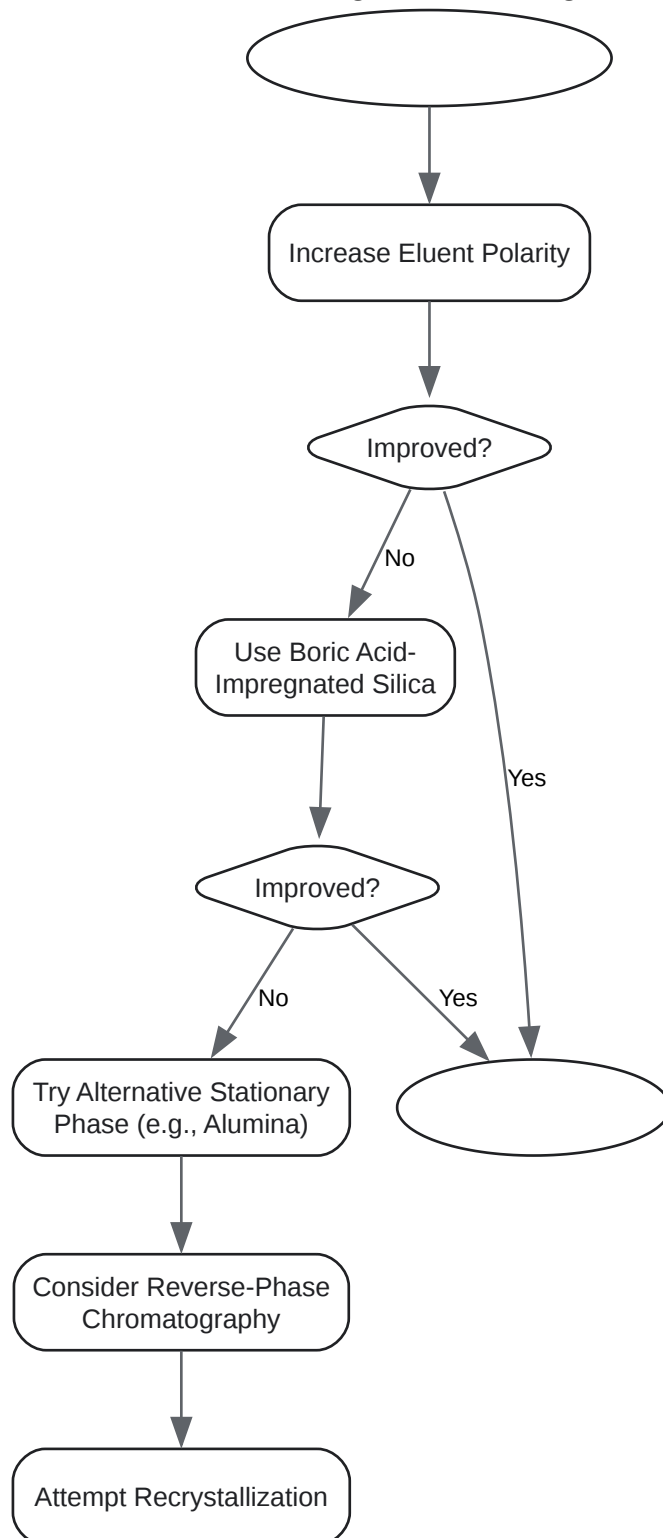 Increase Eluent Polarity
Improved?
No
Use Boric Acid-
Impregnated Silica
Yes
Improved?
No
Yes
Try Alternative Stationary
Phase (e.g., Alumina)
Consider Reverse-Phase
Chromatography
Attempt Recrystallization